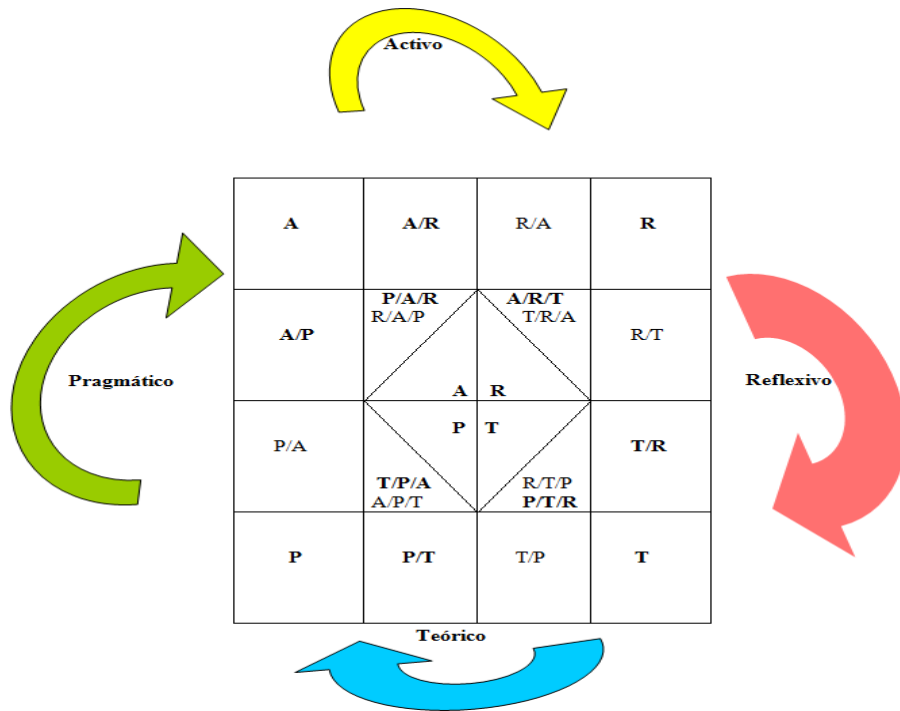 Activo
A
A/R
R/A
R
P/A/R
R/A/P
A/R/T
T/R/A
A/P
R/T
Pragmático
Reflexivo
A R
P T
P/A
T/R
T/P/A
A/P/T
R/T/P
P/T/R
P
P/T
T/P
T
Teórico